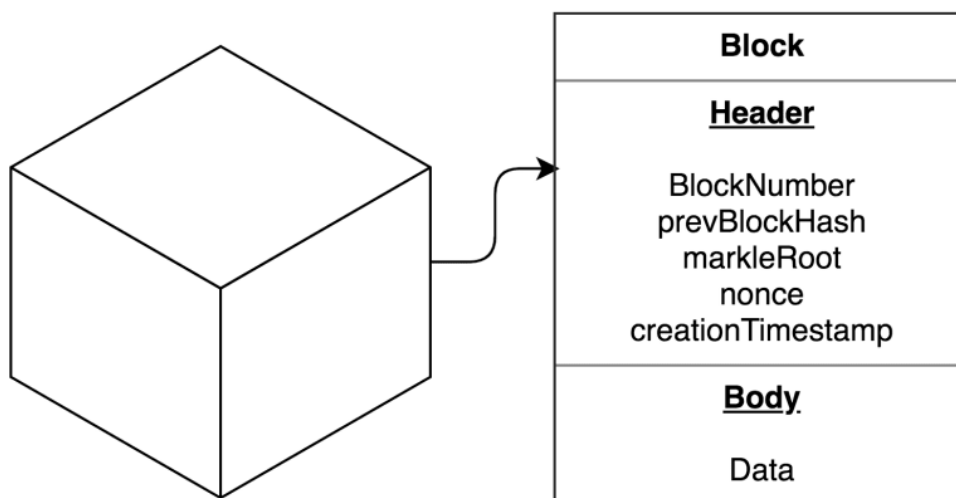 Block
Header
BlockNumber
prevBlockHash
markleRoot
nonce
creationTimestamp
Body
Data